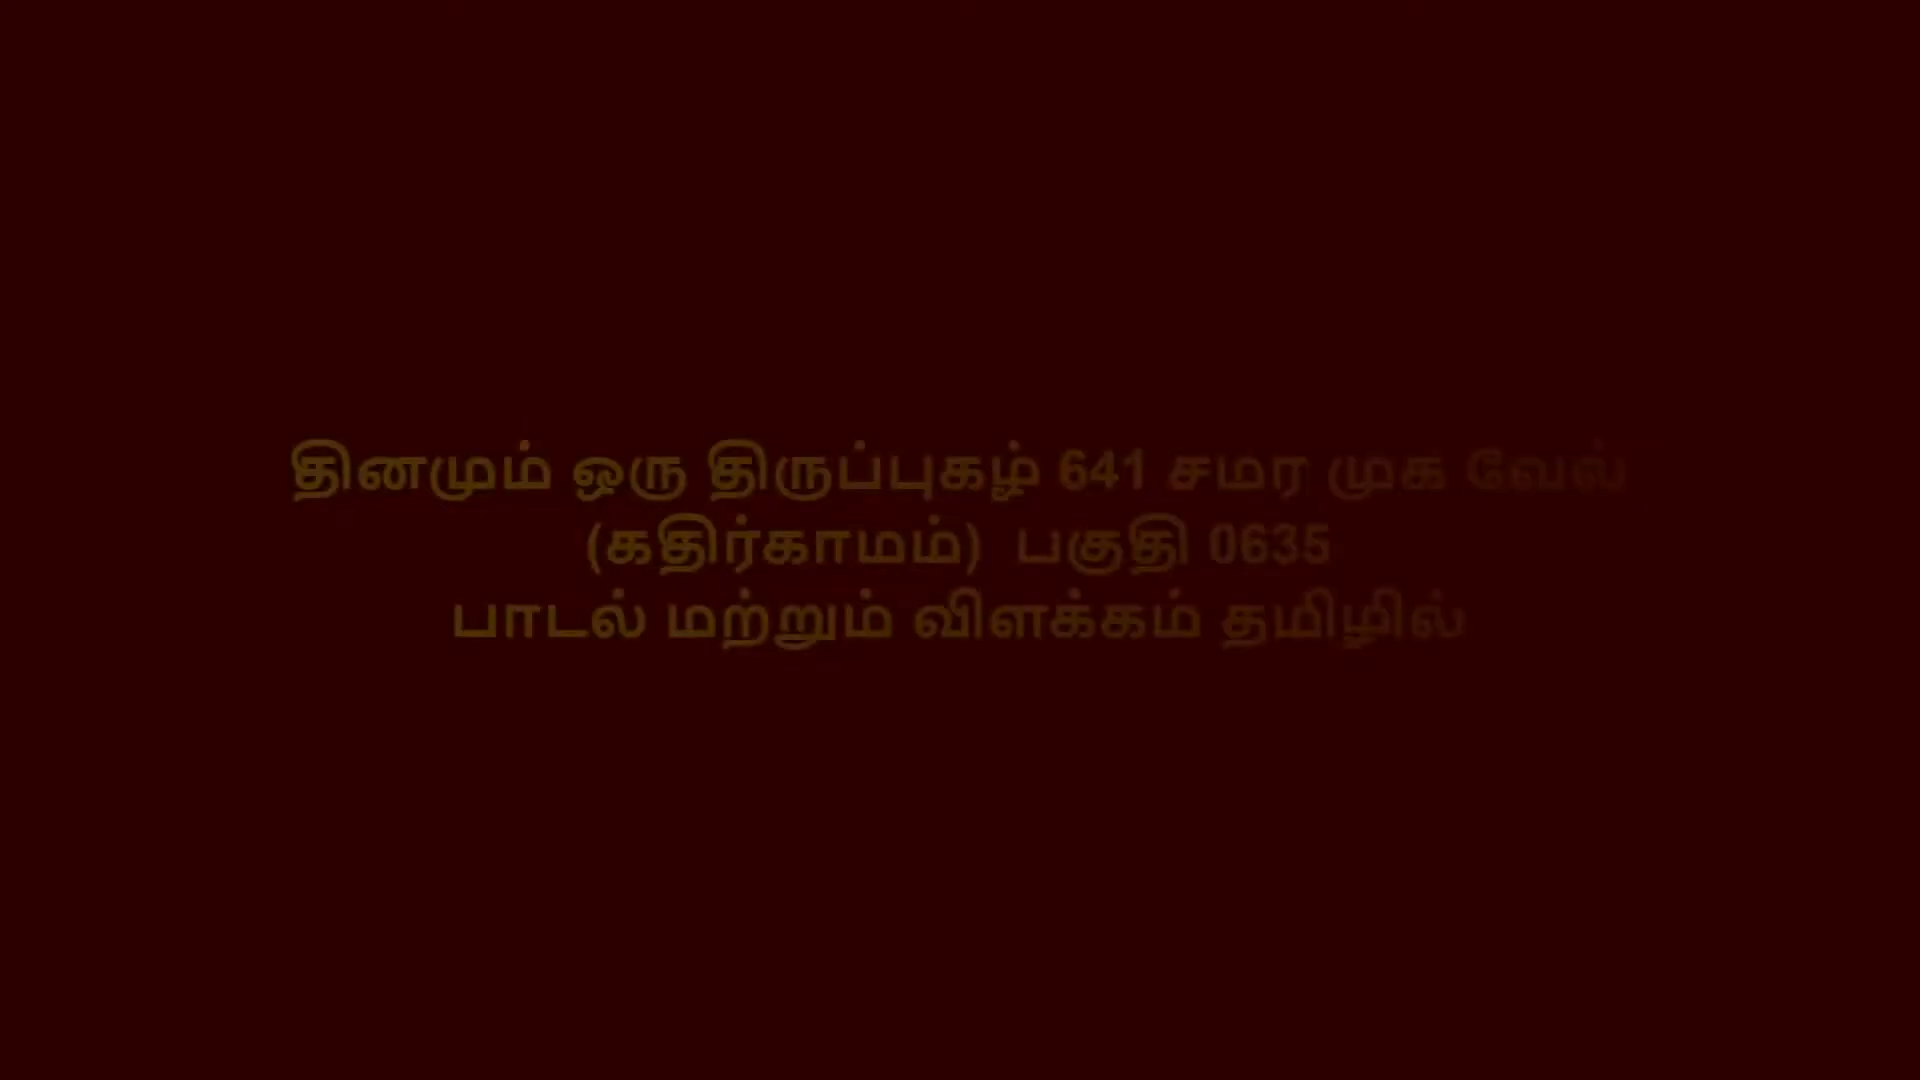 தினமும் ஒரு திருப்புகழ் 641 சமர முக வேல்
(கதிர்காமம்) பகுதி 0635
பாடல் மற்றும் விளக்கம் தமிழில்